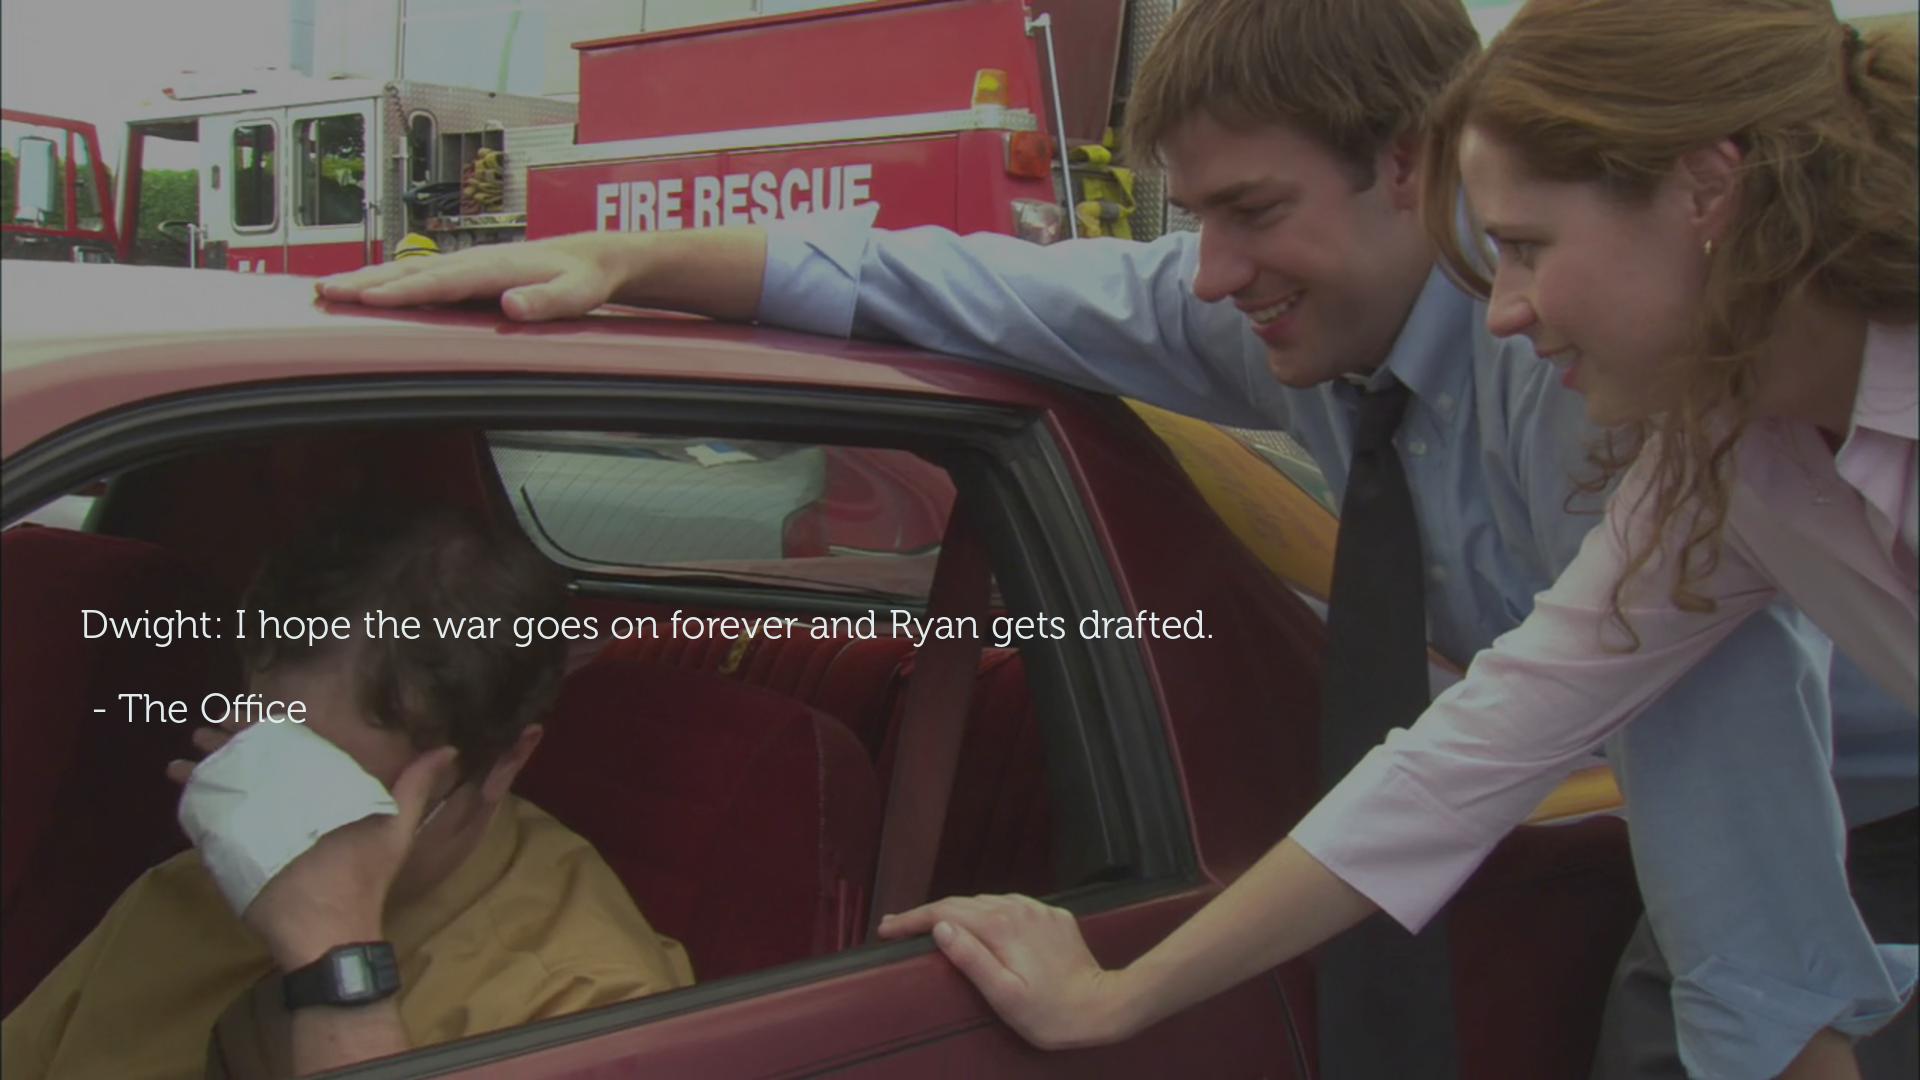 FIRE RESCUE
Dwight: I hope the war goes on forever and Ryan gets drafted.
- The Office